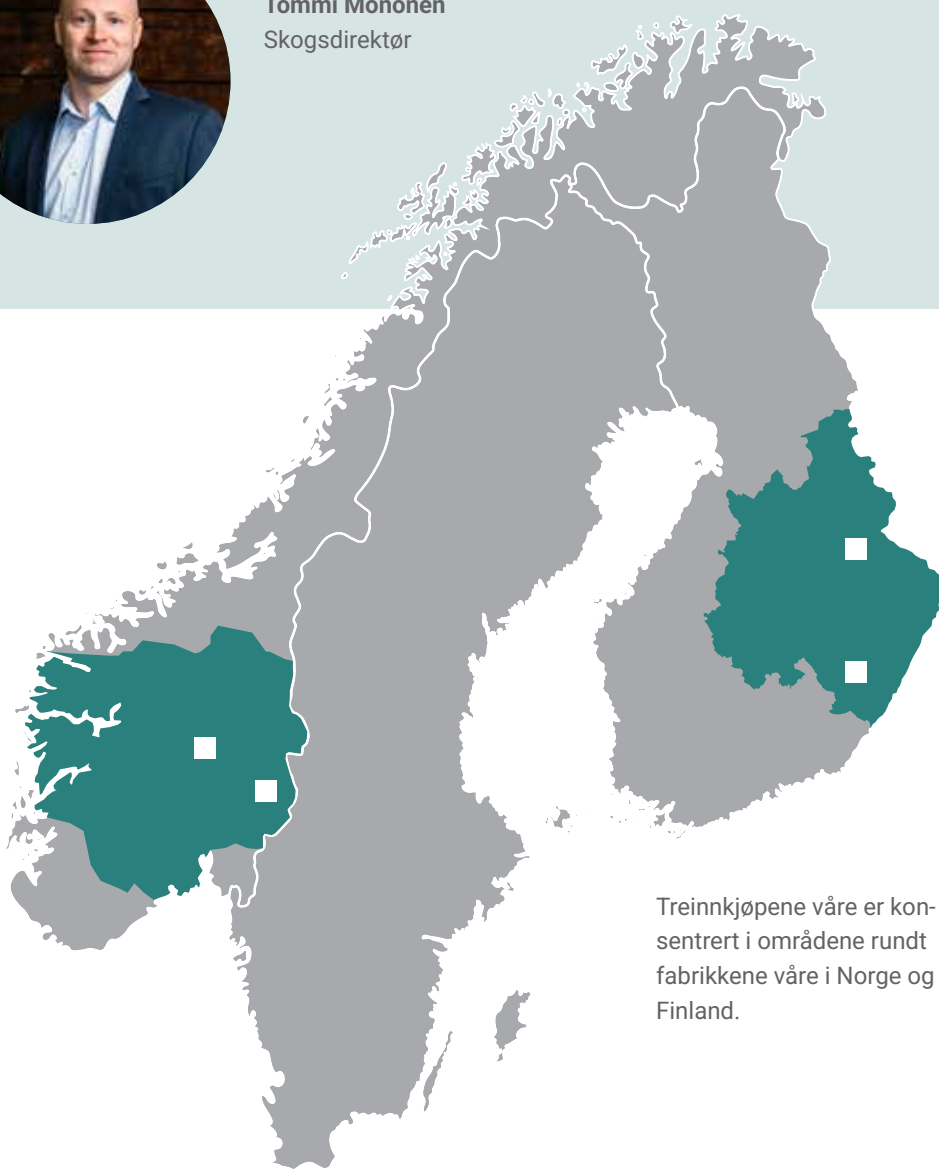 Tommi Mononen
Skogsdirektør
Treinnkjøpene våre er kon-
sentrert i områdene rundt
fabrikkene våre i Norge og
Finland.